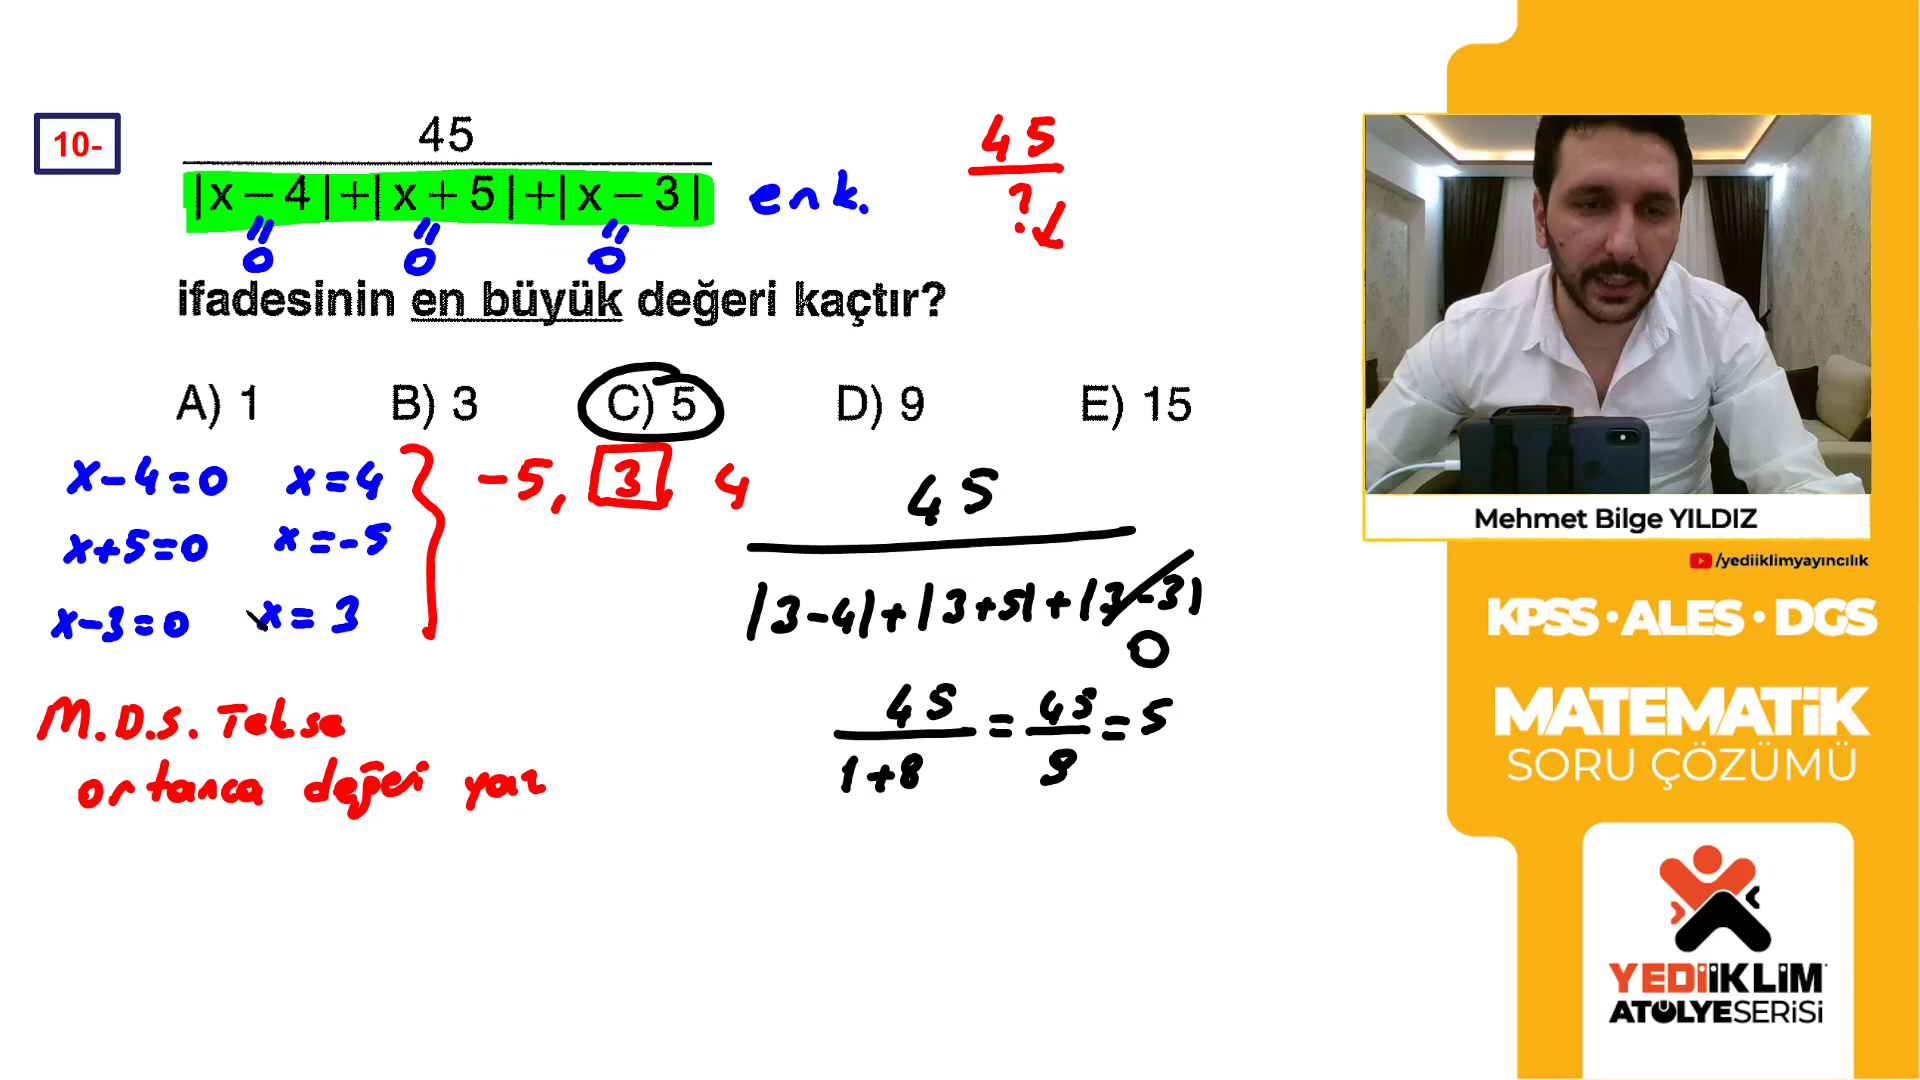 10-
45
|x − 4|+|x + 5|+|x − 3|
en k.
45
?
0 0 0
ifadesinin en büyük değeri kaçtır?
A) 1 B) 3 C) 5 D) 9 E) 15
x-4=0 x=4
x+5=0 x=-5
x-3=0 x=3
-5, 3 4
M.D.S. Tekse
ortanca değeri yaz
45
|3-4|+|3+5|+|3-3|
0
45 = 45 = 5
1+8 9
Mehmet Bilge YILDIZ
/yediiklimyayıncılık
KPSS • ALES • DGS
MATEMATİK
SORU ÇÖZÜMÜ
YEDİİKLİM
ATÖLYESERİSİ